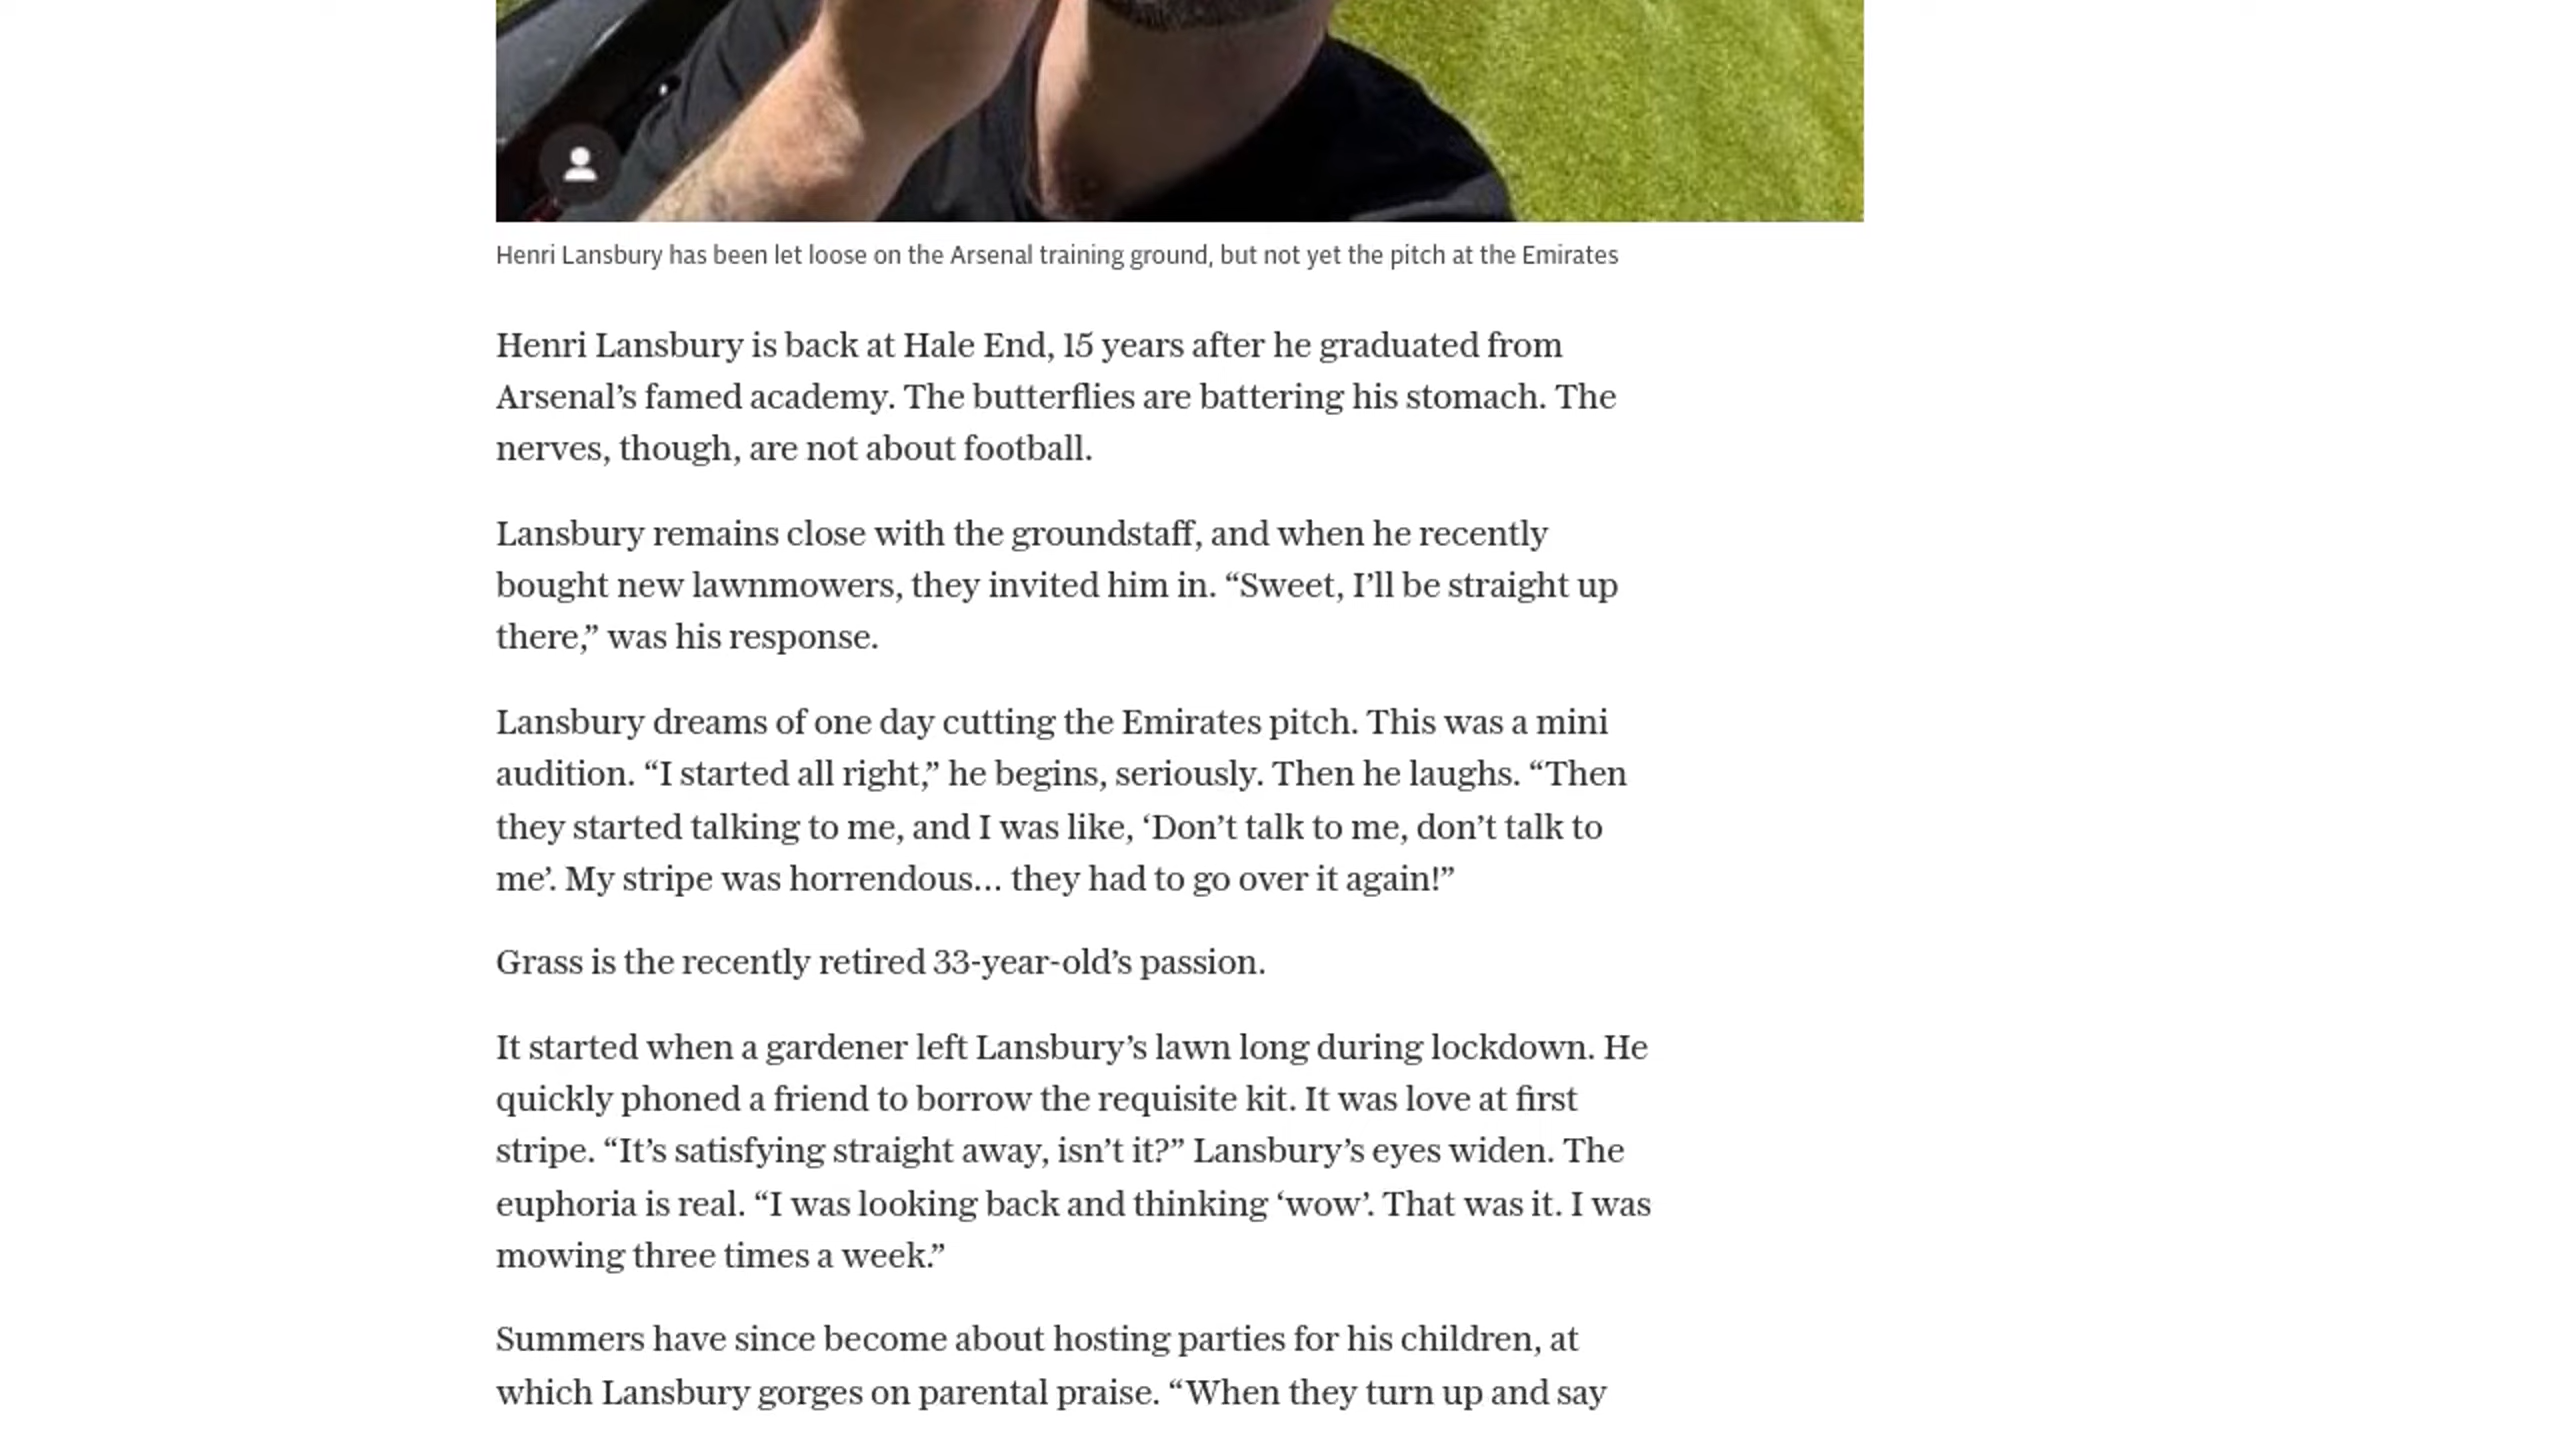 Henri Lansbury has been let loose on the Arsenal training ground, but not yet the pitch at the Emirates
Henri Lansbury is back at Hale End, 15 years after he graduated from
Arsenal’s famed academy. The butterflies are battering his stomach. The
nerves, though, are not about football.
Lansbury remains close with the groundstaff, and when he recently
bought new lawnmowers, they invited him in. “Sweet, I’ll be straight up
there,” was his response.
Lansbury dreams of one day cutting the Emirates pitch. This was a mini
audition. “I started all right,” he begins, seriously. Then he laughs. “Then
they started talking to me, and I was like, ‘Don’t talk to me, don’t talk to
me’. My stripe was horrendous… they had to go over it again!”
Grass is the recently retired 33-year-old’s passion.
It started when a gardener left Lansbury’s lawn long during lockdown. He
quickly phoned a friend to borrow the requisite kit. It was love at first
stripe. “It’s satisfying straight away, isn’t it?” Lansbury’s eyes widen. The
euphoria is real. “I was looking back and thinking ‘wow’. That was it. I was
mowing three times a week.”
Summers have since become about hosting parties for his children, at
which Lansbury gorges on parental praise. “When they turn up and say